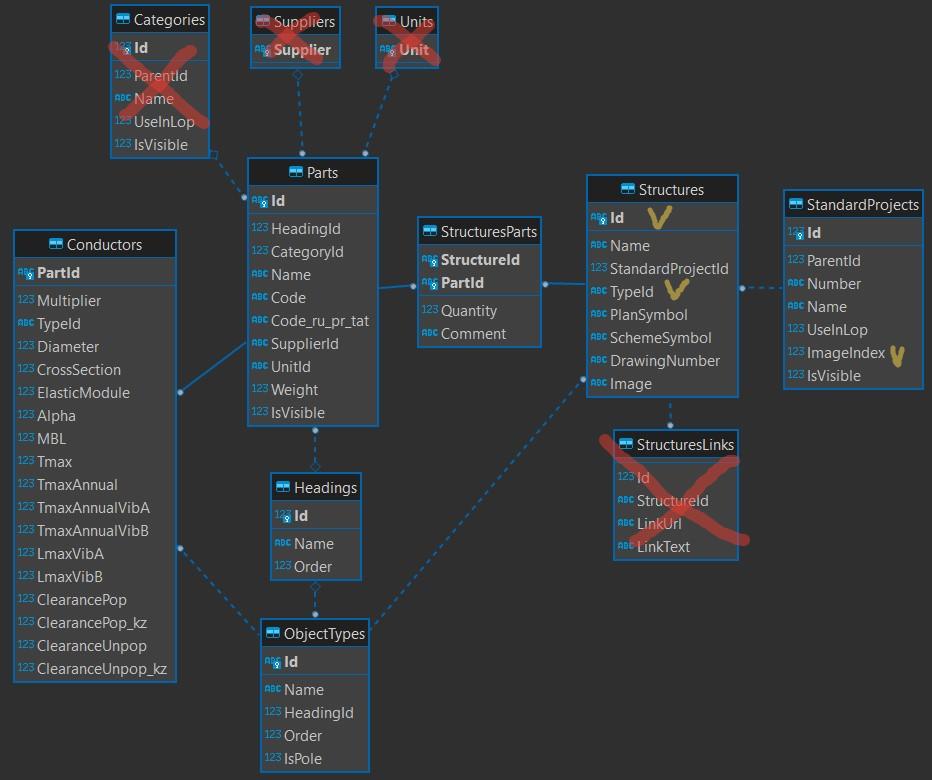 Categories
123 Id
123 ParentId
ABC Name
123 UseInLop
123 IsVisible
Suppliers
ABC Supplier
Units
ABC Unit
Parts
ABC Id
123 HeadingId
123 CategoryId
ABC Name
ABC Code
ABC Code_ru_pr_tat
ABC SupplierId
ABC UnitId
123 Weight
123 IsVisible
Conductors
ABC PartId
123 Multiplier
ABC TypeId
123 Diameter
123 CrossSection
123 ElasticModule
123 Alpha
123 MBL
123 Tmax
123 TmaxAnnual
123 TmaxAnnualVibA
123 TmaxAnnualVibB
123 LmaxVibA
123 LmaxVibB
123 ClearancePop
123 ClearancePop_kz
123 ClearanceUnpop
123 ClearanceUnpop_kz
StructuresParts
ABC StructureId
ABC PartId
123 Quantity
ABC Comment
Structures
ABC Id
ABC Name
123 StandardProjectId
ABC TypeId
ABC PlanSymbol
ABC SchemeSymbol
ABC DrawingNumber
ABC Image
StandardProjects
123 Id
123 ParentId
ABC Number
ABC Name
123 UseInLop
123 ImageIndex
123 IsVisible
StructuresLinks
123 Id
ABC StructureId
ABC LinkUrl
ABC LinkText
Headings
123 Id
ABC Name
123 Order
ObjectTypes
ABC Id
ABC Name
123 HeadingId
123 Order
123 IsPole